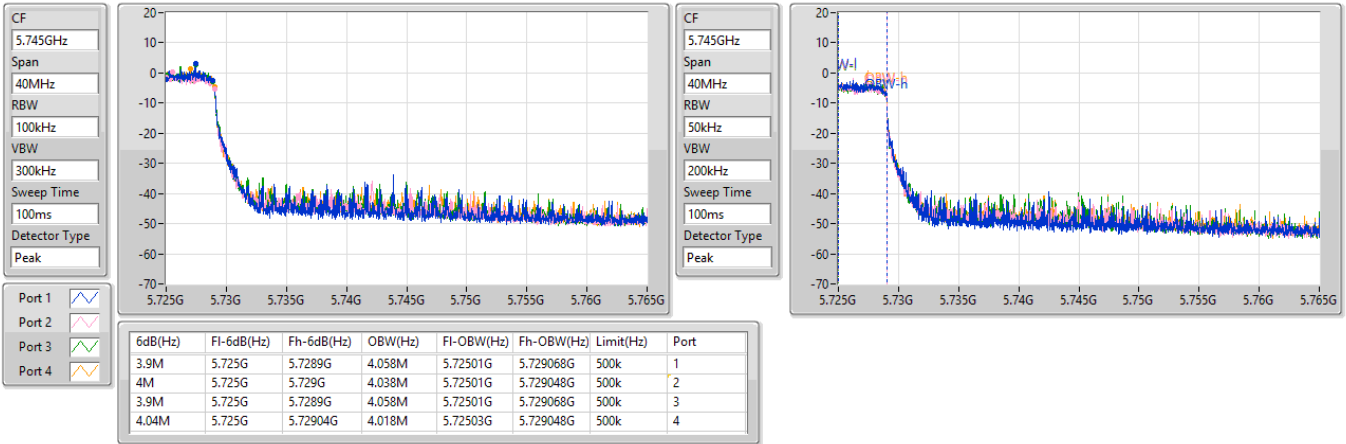 CF
5.745GHz
Span
40MHz
RBW
100kHz
VBW
300kHz
Sweep Time
100ms
Detector Type
Peak
20-
10-
0-
-10-
-20-
-30-
-40-
-50-
-60-
-70-
5.725G 5.73G 5.735G 5.74G 5.745G 5.75G 5.755G 5.76G 5.765G
CF
5.745GHz
Span
40MHz
RBW
50kHz
VBW
200kHz
Sweep Time
100ms
Detector Type
Peak
20-
10-
0-
-10-
-20-
-30-
-40-
-50-
-60-
-70-
W-l
OBW-h
5.725G 5.73G 5.735G 5.74G 5.745G 5.75G 5.755G 5.76G 5.765G
Port 1
Port 2
Port 3
Port 4
6dB(Hz) Fl-6dB(Hz) Fh-6dB(Hz) OBW(Hz) Fl-OBW(Hz) Fh-OBW(Hz) Limit(Hz) Port
3.9M 5.725G 5.7289G 4.058M 5.72501G 5.729068G 500k 1
4M 5.725G 5.729G 4.038M 5.72501G 5.729048G 500k 2
3.9M 5.725G 5.7289G 4.058M 5.72501G 5.729068G 500k 3
4.04M 5.725G 5.72904G 4.018M 5.72503G 5.729048G 500k 4